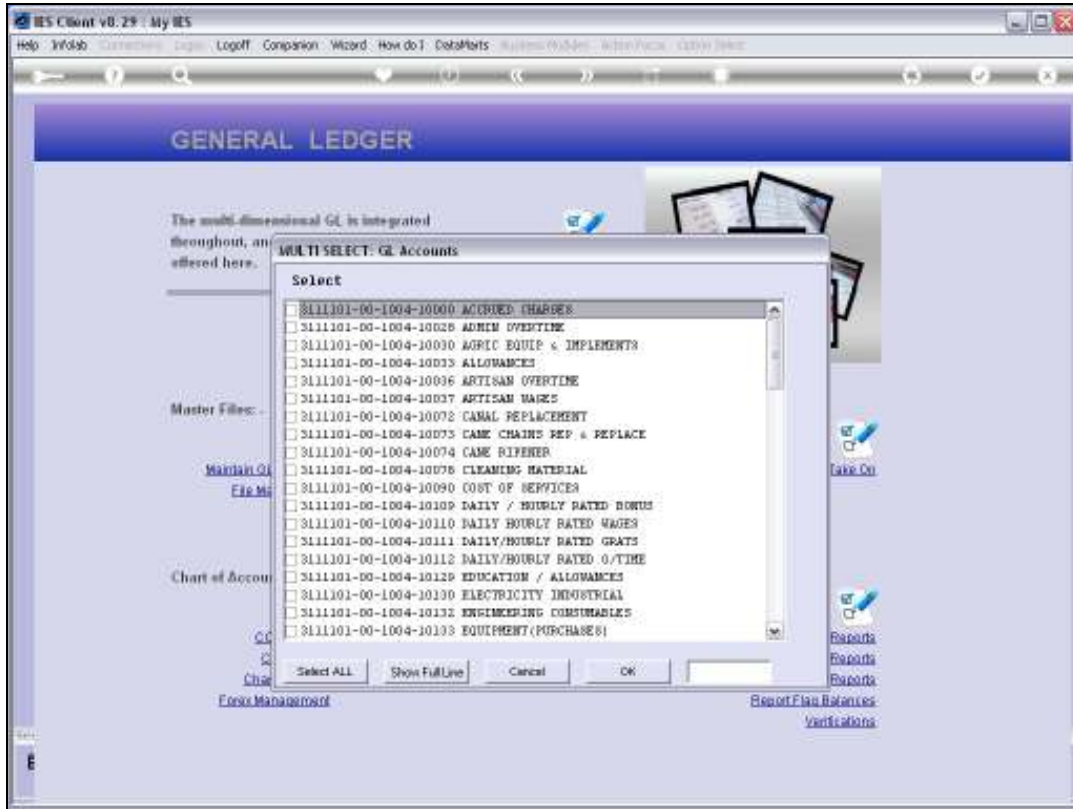 IES Client v8.29 : My IES
Help Infolab Logoff Companion Wizard How do I DataMarts
GENERAL LEDGER
The multi-dimensional GL is integrated
throughout, an
offered here.
MULTI SELECT: GL Accounts
Select
3111101-00-1004-10000 ACCRUED CHARGES
3111101-00-1004-10028 ADMIN OVERTIME
3111101-00-1004-10030 AGRIC EQUIP & IMPLEMENTS
3111101-00-1004-10033 ALLOWANCES
3111101-00-1004-10036 ARTISAN OVERTIME
3111101-00-1004-10037 ARTISAN WAGES
3111101-00-1004-10072 CANAL REPLACEMENT
3111101-00-1004-10073 CANE CHAINS REP & REPLACE
3111101-00-1004-10074 CANE RIPENER
3111101-00-1004-10078 CLEANING MATERIAL
3111101-00-1004-10090 COST OF SERVICES
3111101-00-1004-10109 DAILY / HOURLY RATED BONUS
3111101-00-1004-10110 DAILY HOURLY RATED WAGES
3111101-00-1004-10111 DAILY/HOURLY RATED GRATS
3111101-00-1004-10112 DAILY/HOURLY RATED O/TIME
3111101-00-1004-10129 EDUCATION / ALLOWANCES
3111101-00-1004-10130 ELECTRICITY INDUSTRIAL
3111101-00-1004-10132 ENGINEERING CONSUMABLES
3111101-00-1004-10133 EQUIPMENT(PURCHASES)
Select ALL Show Full Line Cancel OK
Master Files: .
Maintain GL
File Ma
Take On
Chart of Accou
Reports
Reports
Cha Reports
Forex Management Report Flag Balances
Verifications